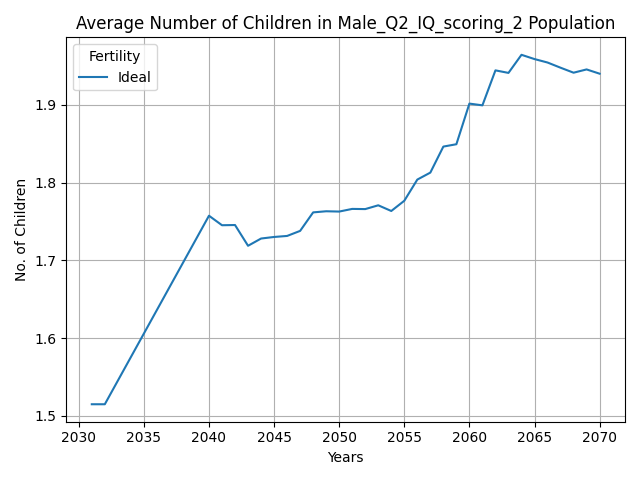 Average Number of Children in Male_Q2_IQ_scoring_2 Population
Fertility
Ideal
No. of Children
1.9
1.8
1.7
1.6
1.5
2030 2035 2040 2045 2050 2055 2060 2065 2070
Years